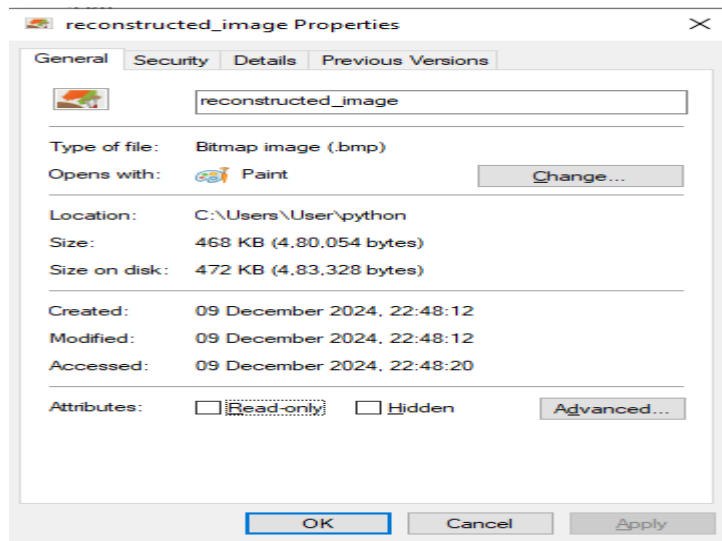 reconstructed_image Properties
General Security Details Previous Versions
reconstructed_image
Type of file: Bitmap image (.bmp)
Opens with: Paint Change...
Location: C:\Users\User\python
Size: 468 KB (4,80,054 bytes)
Size on disk: 472 KB (4,83,328 bytes)
Created: 09 December 2024, 22:48:12
Modified: 09 December 2024, 22:48:12
Accessed: 09 December 2024, 22:48:20
Attributes: Read-only Hidden Advanced...
OK Cancel Apply